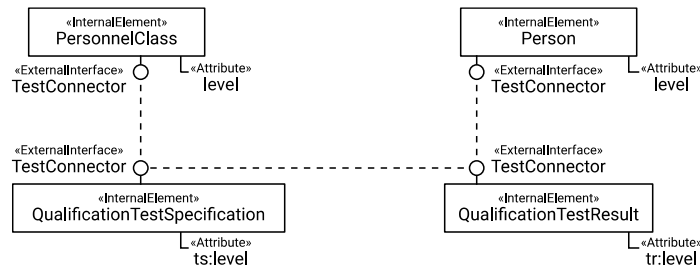 «InternalElement»
PersonnelClass
«InternalElement»
Person
«ExternalInterface»
TestConnector
«Attribute»
level
«ExternalInterface»
TestConnector
«Attribute»
level
«ExternalInterface»
TestConnector
«ExternalInterface»
TestConnector
«InternalElement»
QualificationTestSpecification
«InternalElement»
QualificationTestResult
«Attribute»
ts:level
«Attribute»
tr:level